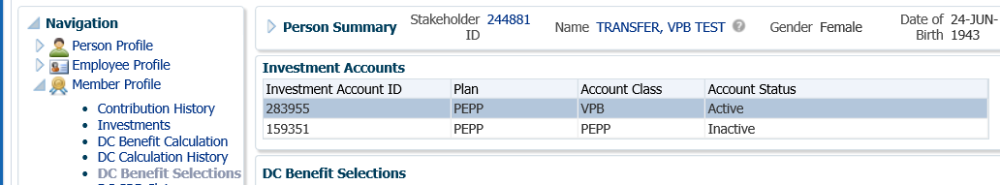 Navigation
Person Profile
Employee Profile
Member Profile
Contribution History
Investments
DC Benefit Calculation
DC Calculation History
DC Benefit Selections
Person Summary Stakeholder ID 244881 Name TRANSFER, VPB TEST Gender Female Date of Birth 24-JUN-1943
Investment Accounts
Investment Account ID Plan Account Class Account Status
283955 PEPP VPB Active
159351 PEPP PEPP Inactive
DC Benefit Selections